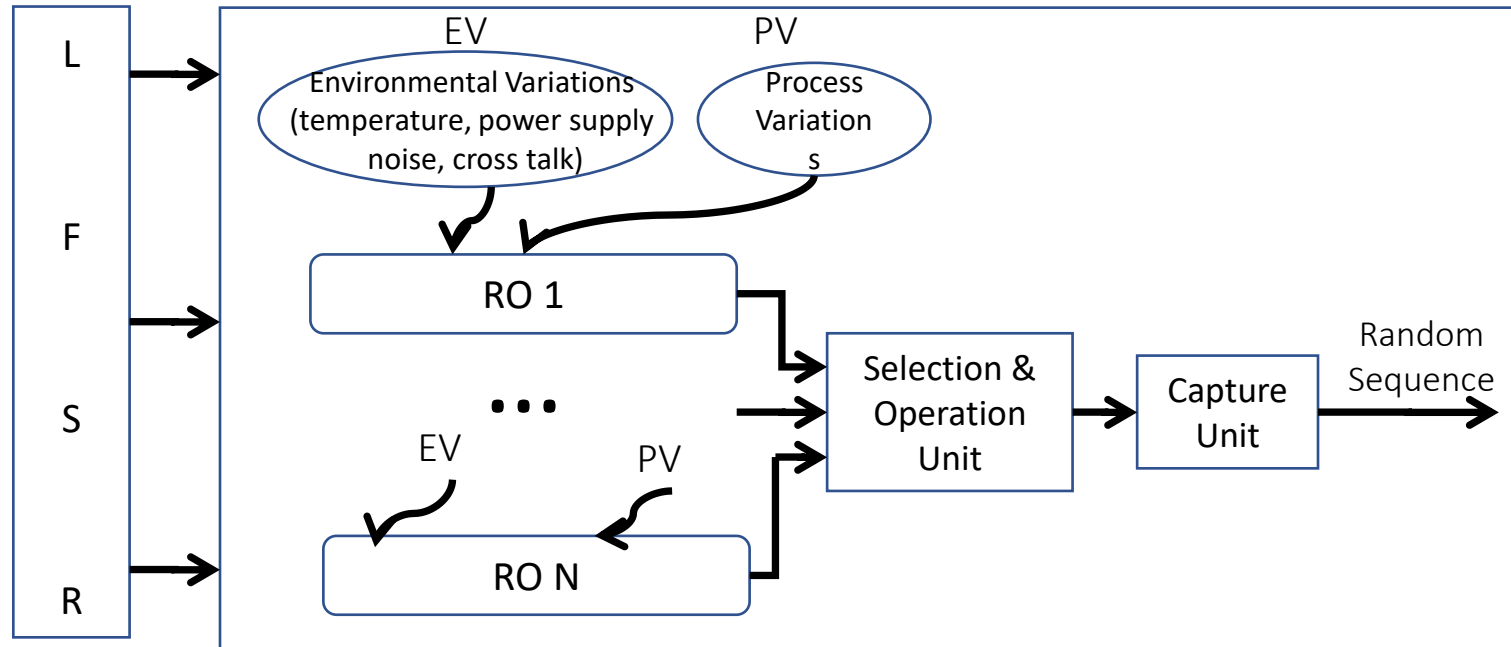 L
F
S
R
EV
PV
Environmental Variations
(temperature, power supply
noise, cross talk)
Process
Variation
s
RO 1
...
EV
PV
RO N
Selection &
Operation
Unit
Capture
Unit
Random
Sequence